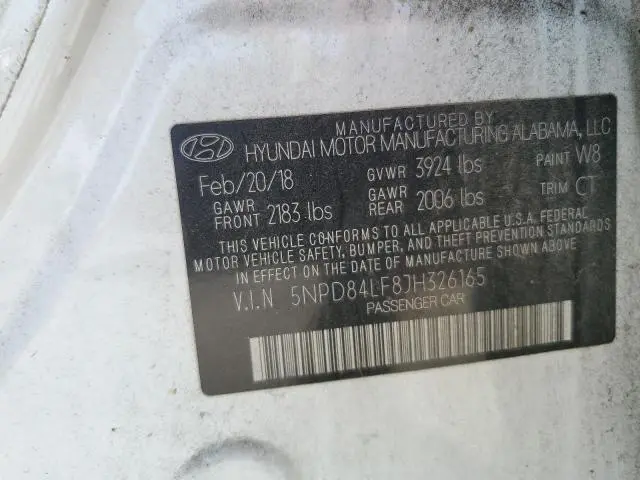 MANUFACTURED BY
HYUNDAI MOTOR MANUFACTURING ALABAMA, LLC
Feb/20/18 GVWR 3924 lbs PAINT W8
GAWR FRONT 2183 lbs GAWR REAR 2006 lbs TRIM CT
THIS VEHICLE CONFORMS TO ALL APPLICABLE U.S.A. FEDERAL
MOTOR VEHICLE SAFETY, BUMPER, AND THEFT PREVENTION STANDARDS
IN EFFECT ON THE DATE OF MANUFACTURE SHOWN ABOVE.
V.I.N 5NPD84LF8JH326165
PASSENGER CAR